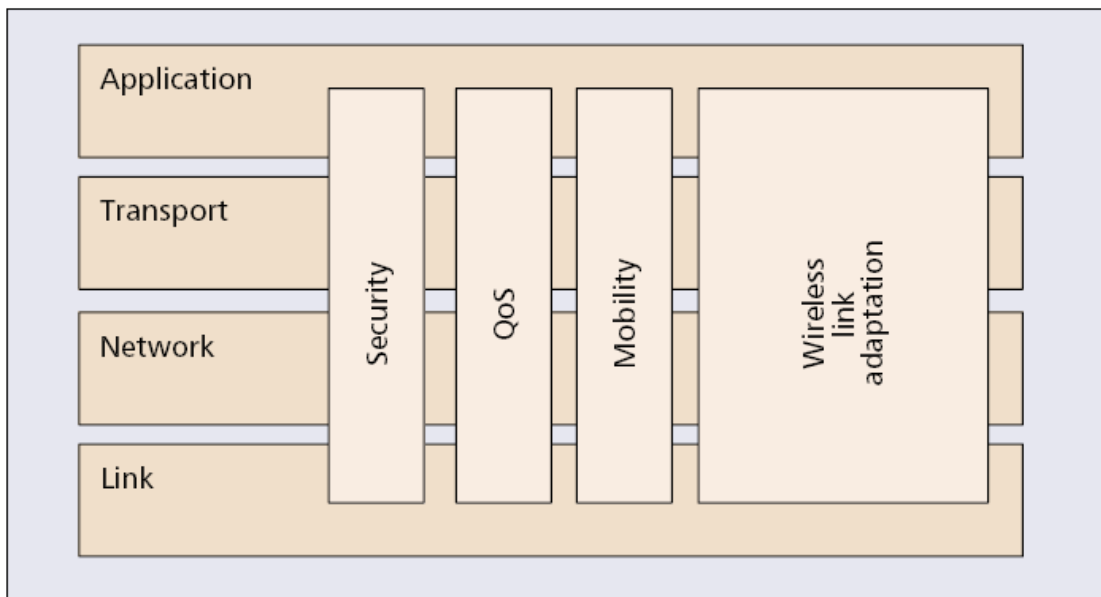 Application
Transport
Network
Link
Security
QoS
Mobility
Wireless
link
adaptation